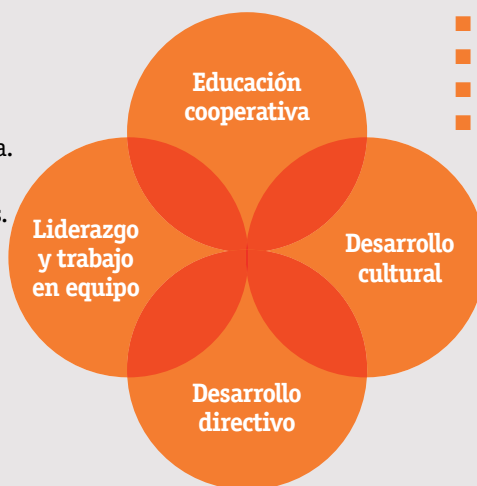 Educación
cooperativa
a.
s.
Liderazgo
y trabajo
en equipo
Desarrollo
cultural
Desarrollo
directivo